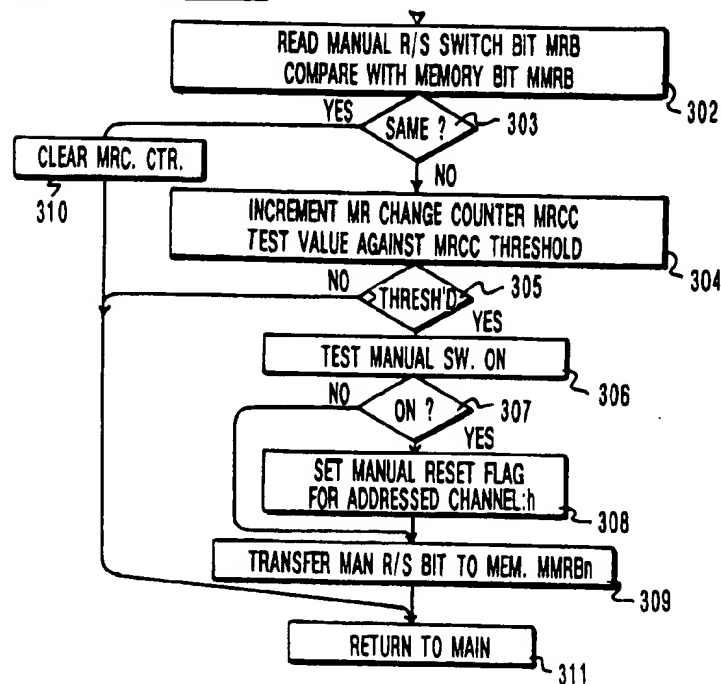 READ MANUAL R/S SWITCH BIT MRB
COMPARE WITH MEMORY BIT MMRB
302
YES
SAME ?
303
CLEAR MRC. CTR.
310
NO
INCREMENT MR CHANGE COUNTER MRCC
TEST VALUE AGAINST MRCC THRESHOLD
304
NO
>THRESH'D
305
YES
TEST MANUAL SW. ON
306
NO
ON ?
307
YES
SET MANUAL RESET FLAG
FOR ADDRESSED CHANNEL:h
308
TRANSFER MAN R/S BIT TO MEM. MMRBn
309
RETURN TO MAIN
311